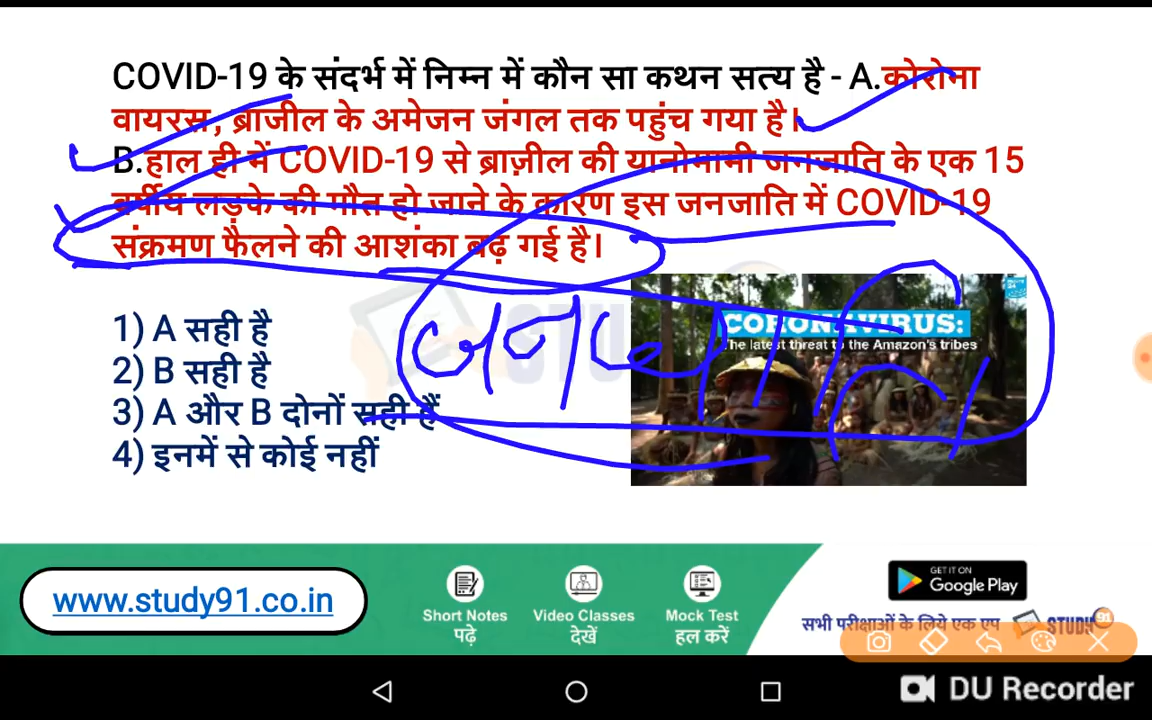 COVID-19 के संदर्भ में निम्न में कौन सा कथन सत्य है - A.कोरोना
वायरस, ब्राजील के अमेजन जंगल तक पहुंच गया है।
B.हाल ही में COVID-19 से ब्राज़ील की यानोमामी जनजाति के एक 15
वर्षीय लड़के की मौत हो जाने के कारण इस जनजाति में COVID-19
संक्रमण फैलने की आशंका बढ़ गई है।
1) A सही है
2) B सही है
3) A और B दोनों सही हैं
4) इनमें से कोई नहीं
जनजाति
CORONAVIRUS:
The latest threat to the Amazon's tribes
www.study91.co.in
Short Notes
पढ़े
Video Classes
देखें
Mock Test
हल करें
GET IT ON
Google Play
सभी परीक्षाओं के लिये एक एप
STUDY 91
DU Recorder